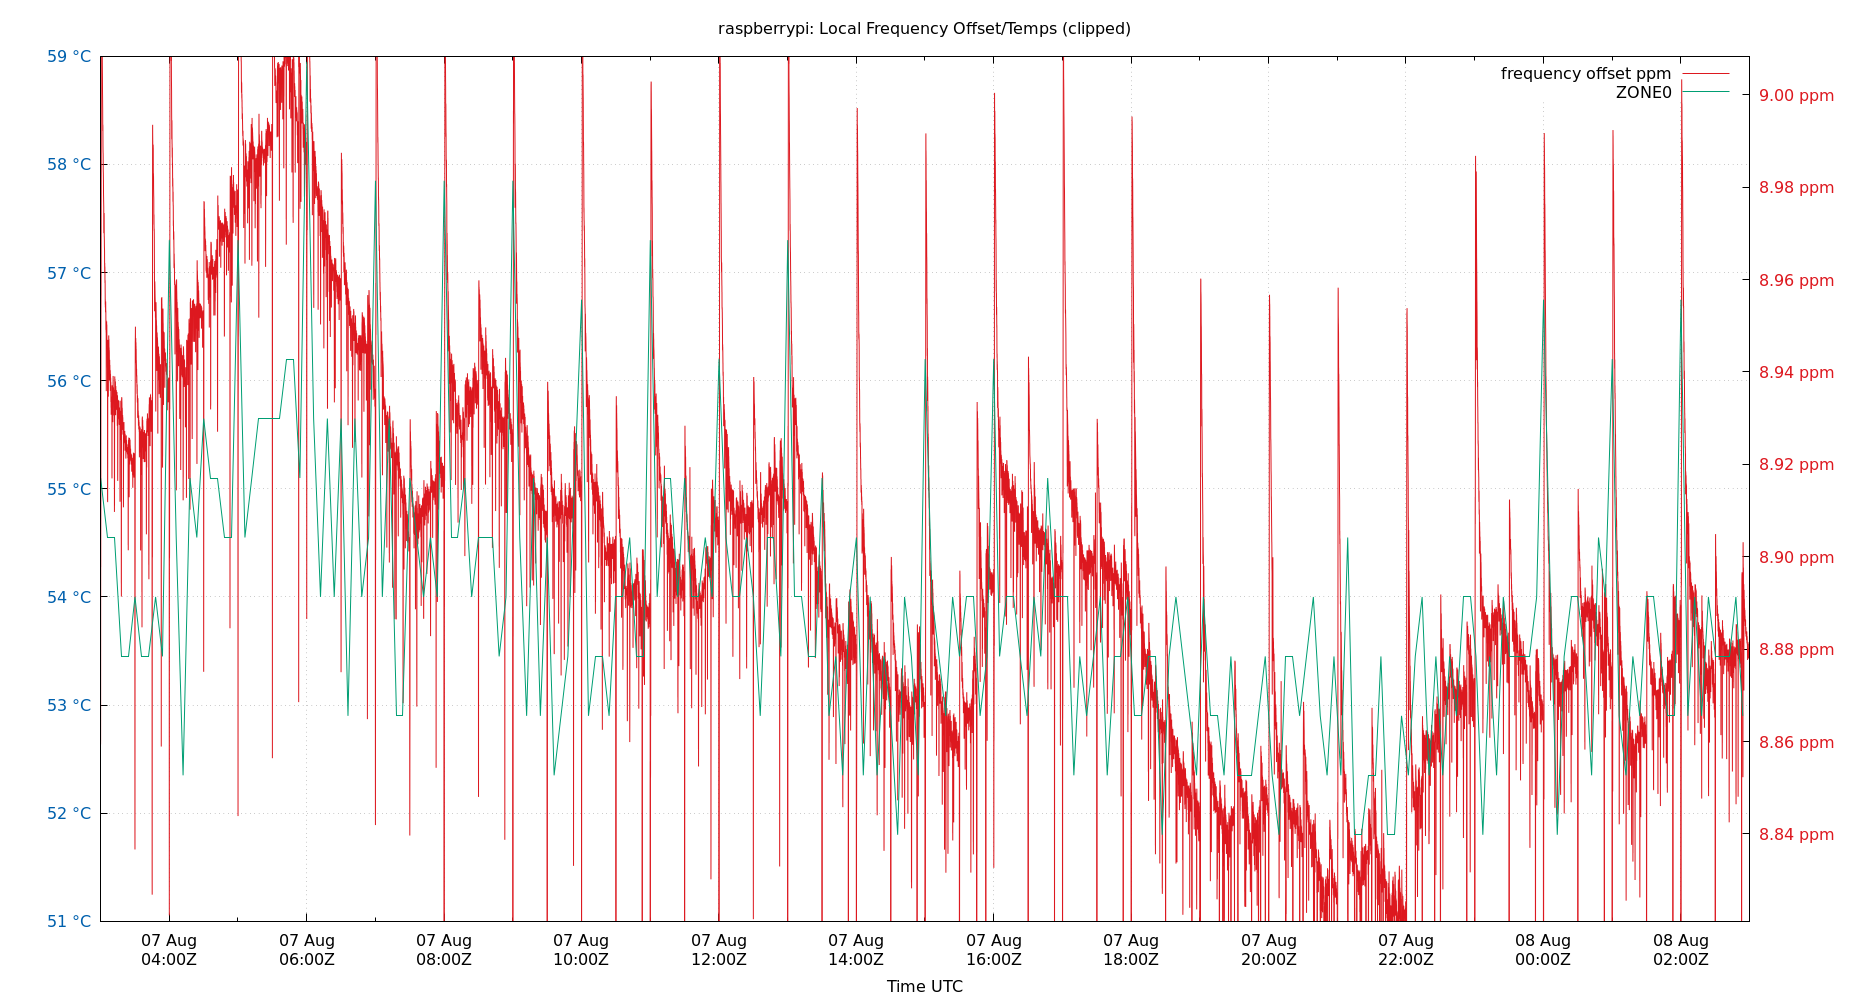 raspberrypi: Local Frequency Offset/Temps (clipped)
frequency offset ppm
ZONE0
59 °C
58 °C
57 °C
56 °C
55 °C
54 °C
53 °C
52 °C
51 °C
9.00 ppm
8.98 ppm
8.96 ppm
8.94 ppm
8.92 ppm
8.90 ppm
8.88 ppm
8.86 ppm
8.84 ppm
07 Aug 07 Aug 07 Aug 07 Aug 07 Aug 07 Aug 07 Aug 07 Aug 07 Aug 07 Aug 08 Aug 08 Aug
04:00Z 06:00Z 08:00Z 10:00Z 12:00Z 14:00Z 16:00Z 18:00Z 20:00Z 22:00Z 00:00Z 02:00Z
Time UTC